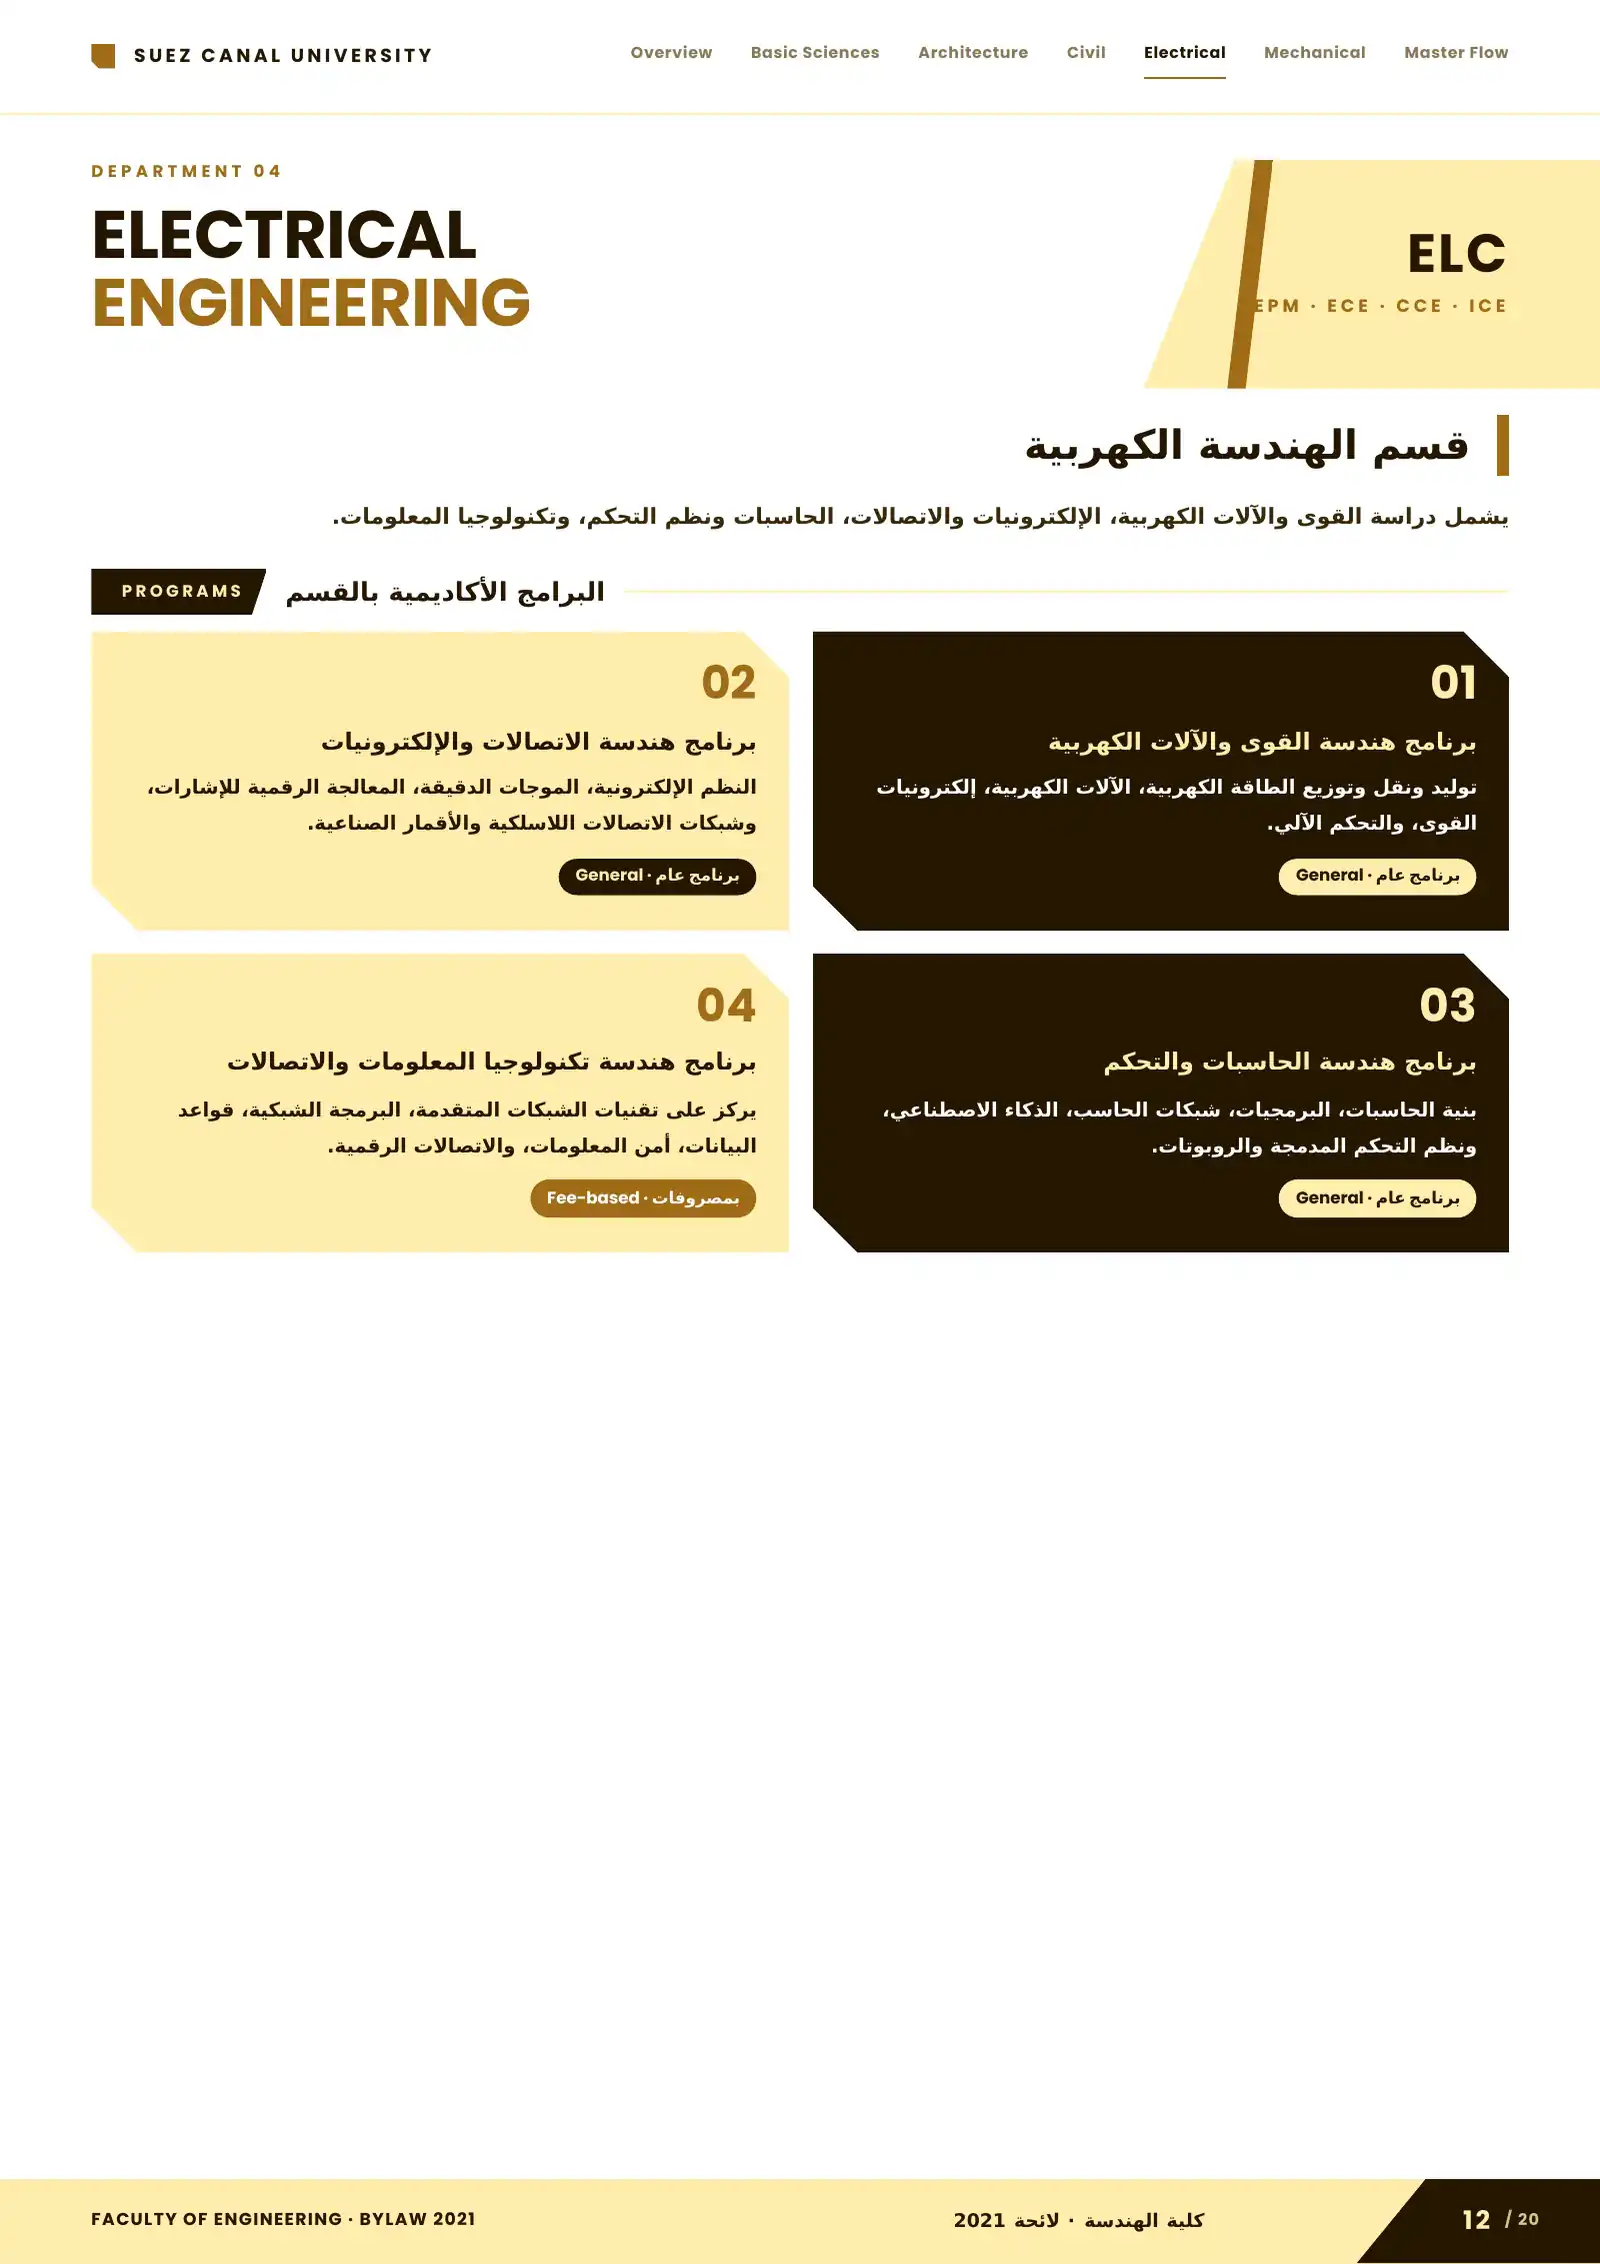 SUEZ CANAL UNIVERSITY
Overview Basic Sciences Architecture Civil Electrical Mechanical Master Flow
DEPARTMENT 04
ELECTRICAL
ENGINEERING
ELC
EPM · ECE · CCE · ICE
قسم الهندسة الكهربية
يشمل دراسة القوى والآلات الكهربية، الإلكترونيات والاتصالات، الحاسبات ونظم التحكم، وتكنولوجيا المعلومات.
PROGRAMS
البرامج الأكاديمية بالقسم
01
برنامج هندسة القوى والآلات الكهربية
توليد ونقل وتوزيع الطاقة الكهربية، الآلات الكهربية، إلكترونيات
القوى، والتحكم الآلي.
برنامج عام · General
02
برنامج هندسة الاتصالات والإلكترونيات
النظم الإلكترونية، الموجات الدقيقة، المعالجة الرقمية للإشارات،
وشبكات الاتصالات اللاسلكية والأقمار الصناعية.
برنامج عام · General
03
برنامج هندسة الحاسبات والتحكم
بنية الحاسبات، البرمجيات، شبكات الحاسب، الذكاء الاصطناعي،
ونظم التحكم المدمجة والروبوتات.
برنامج عام · General
04
برنامج هندسة تكنولوجيا المعلومات والاتصالات
يركز على تقنيات الشبكات المتقدمة، البرمجة الشبكية، قواعد
البيانات، أمن المعلومات، والاتصالات الرقمية.
بمصروفات · Fee-based
FACULTY OF ENGINEERING · BYLAW 2021
كلية الهندسة · لائحة 2021
12 / 20